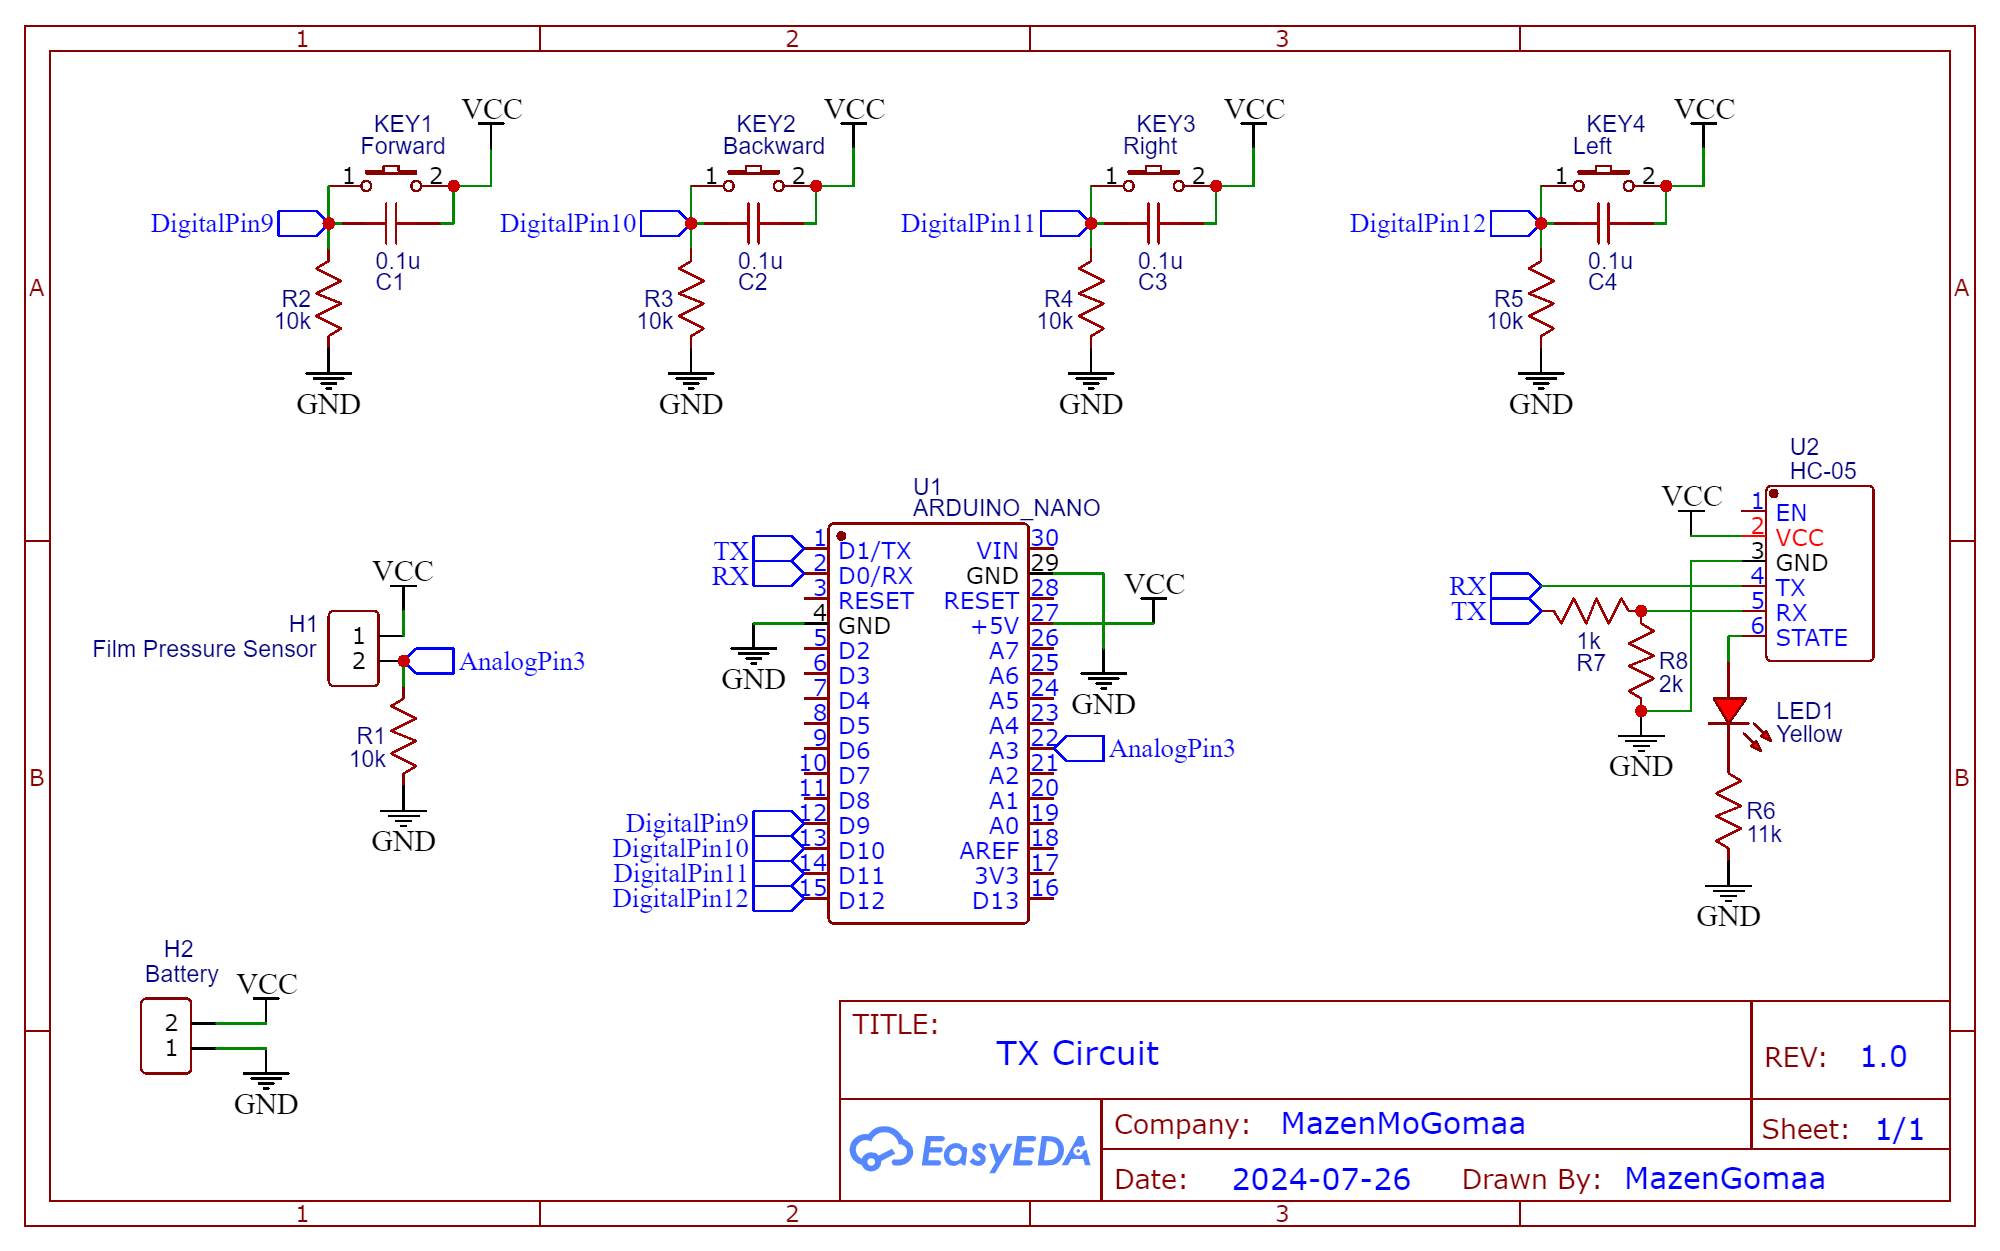 1 2 3
A
B
A
B
KEY1
Forward
VCC
1 2
DigitalPin9
0.1u
C1
R2
10k
GND
KEY2
Backward
VCC
1 2
DigitalPin10
0.1u
C2
R3
10k
GND
KEY3
Right
VCC
1 2
DigitalPin11
0.1u
C3
R4
10k
GND
KEY4
Left
VCC
1 2
DigitalPin12
0.1u
C4
R5
10k
GND
VCC
H1
Film Pressure Sensor
1
2
AnalogPin3
R1
10k
GND
U1
ARDUINO_NANO
TX 1 D1/TX VIN 30
RX 2 D0/RX GND 29
3 RESET RESET 28
4 GND +5V 27
5 D2 A7 26
6 D3 A6 25
7 D4 A5 24
8 D5 A4 23
9 D6 A3 22 AnalogPin3
10 D7 A2 21
11 D8 A1 20
DigitalPin9 12 D9 A0 19
DigitalPin10 13 D10 AREF 18
DigitalPin11 14 D11 3V3 17
DigitalPin12 15 D12 D13 16
GND
VCC
GND
U2
HC-05
VCC
1 EN
2 VCC
3 GND
RX 4 TX
TX 5 RX
6 STATE
1k
R7
R8
2k
GND
LED1
Yellow
R6
11k
GND
H2
Battery
VCC
2
1
GND
TITLE:
TX Circuit
REV: 1.0
EasyEDA
Company: MazenMoGomaa
Sheet: 1/1
Date: 2024-07-26 Drawn By: MazenGomaa
1 2 3